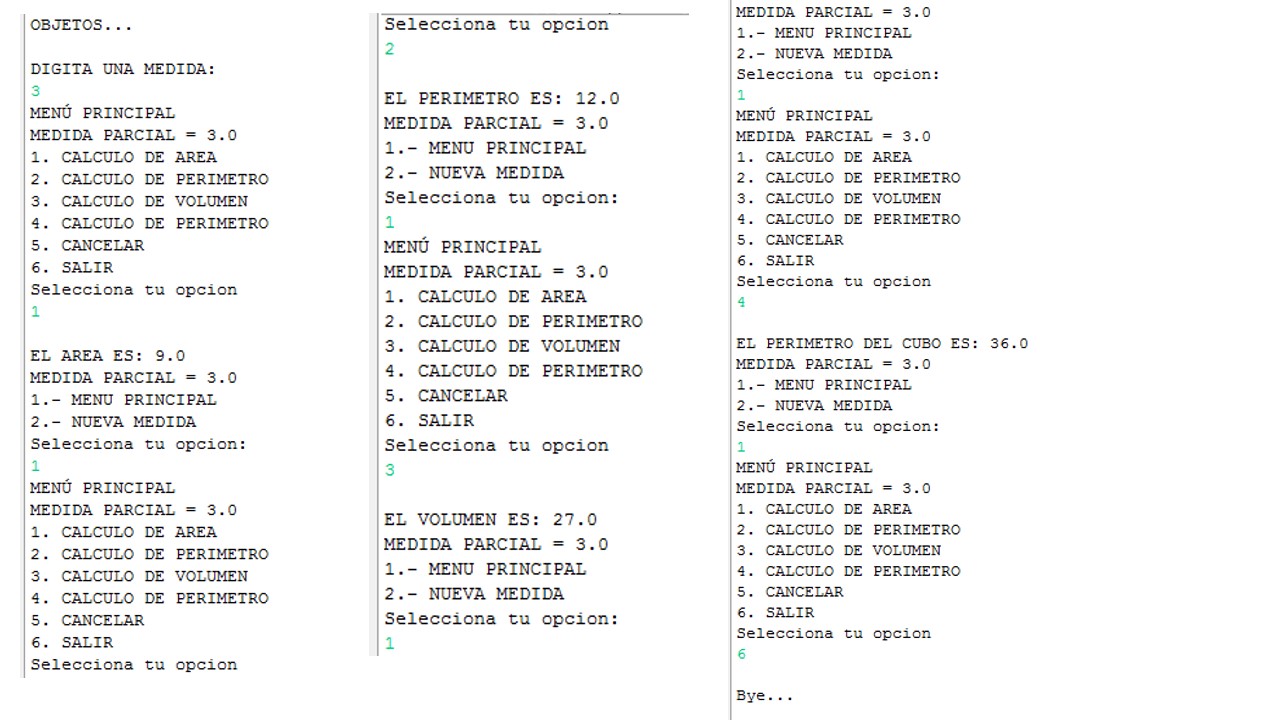 OBJETOS...
DIGITA UNA MEDIDA:
3
MENÚ PRINCIPAL
MEDIDA PARCIAL = 3.0
1. CALCULO DE AREA
2. CALCULO DE PERIMETRO
3. CALCULO DE VOLUMEN
4. CALCULO DE PERIMETRO
5. CANCELAR
6. SALIR
Selecciona tu opcion
1
EL AREA ES: 9.0
MEDIDA PARCIAL = 3.0
1.- MENU PRINCIPAL
2.- NUEVA MEDIDA
Selecciona tu opcion:
1
MENÚ PRINCIPAL
MEDIDA PARCIAL = 3.0
1. CALCULO DE AREA
2. CALCULO DE PERIMETRO
3. CALCULO DE VOLUMEN
4. CALCULO DE PERIMETRO
5. CANCELAR
6. SALIR
Selecciona tu opcion
Selecciona tu opcion
2
EL PERIMETRO ES: 12.0
MEDIDA PARCIAL = 3.0
1.- MENU PRINCIPAL
2.- NUEVA MEDIDA
Selecciona tu opcion:
1
MENÚ PRINCIPAL
MEDIDA PARCIAL = 3.0
1. CALCULO DE AREA
2. CALCULO DE PERIMETRO
3. CALCULO DE VOLUMEN
4. CALCULO DE PERIMETRO
5. CANCELAR
6. SALIR
Selecciona tu opcion
3
EL VOLUMEN ES: 27.0
MEDIDA PARCIAL = 3.0
1.- MENU PRINCIPAL
2.- NUEVA MEDIDA
Selecciona tu opcion:
1
MEDIDA PARCIAL = 3.0
1.- MENU PRINCIPAL
2.- NUEVA MEDIDA
Selecciona tu opcion:
1
MENÚ PRINCIPAL
MEDIDA PARCIAL = 3.0
1. CALCULO DE AREA
2. CALCULO DE PERIMETRO
3. CALCULO DE VOLUMEN
4. CALCULO DE PERIMETRO
5. CANCELAR
6. SALIR
Selecciona tu opcion
4
EL PERIMETRO DEL CUBO ES: 36.0
MEDIDA PARCIAL = 3.0
1.- MENU PRINCIPAL
2.- NUEVA MEDIDA
Selecciona tu opcion:
1
MENÚ PRINCIPAL
MEDIDA PARCIAL = 3.0
1. CALCULO DE AREA
2. CALCULO DE PERIMETRO
3. CALCULO DE VOLUMEN
4. CALCULO DE PERIMETRO
5. CANCELAR
6. SALIR
Selecciona tu opcion
6
Bye...